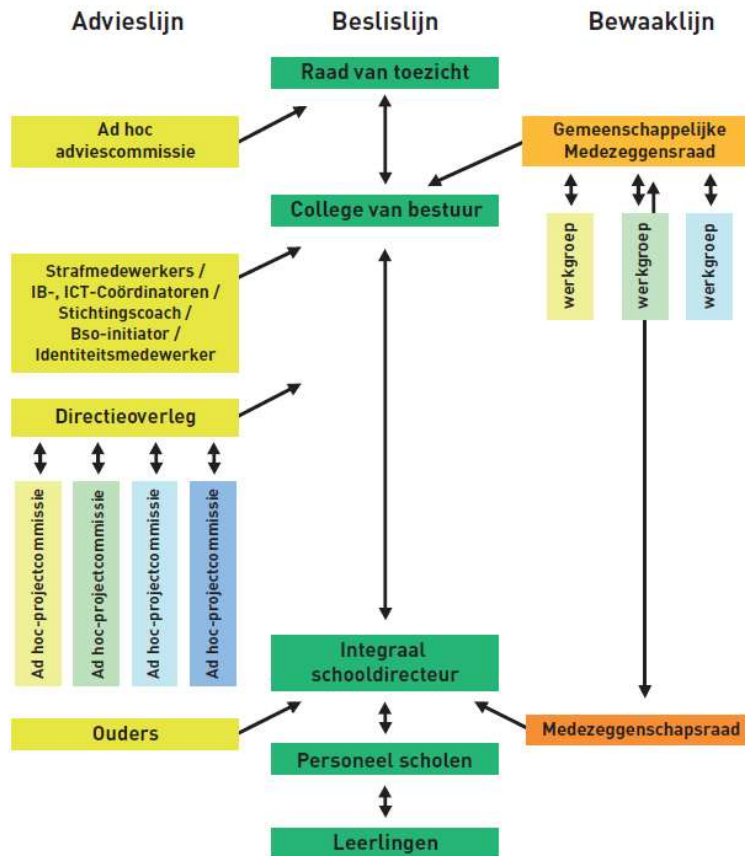 Advieslijn
Beslislijn
Bewaaklijn
Raad van toezicht
Ad hoc
adviescommissie
Gemeenschappelijke
Medezeggensraad
College van bestuur
werkgroep
werkgroep
werkgroep
Strafmedewerkers /
IB-, ICT-Coördinatoren /
Stichtingscoach /
Bso-initiator /
Identiteitsmedewerker
Directieoverleg
Ad hoc-projectcommissie
Ad hoc-projectcommissie
Ad hoc-projectcommissie
Ad hoc-projectcommissie
Integraal
schooldirecteur
Ouders
Medezeggenschapsraad
Personeel scholen
Leerlingen